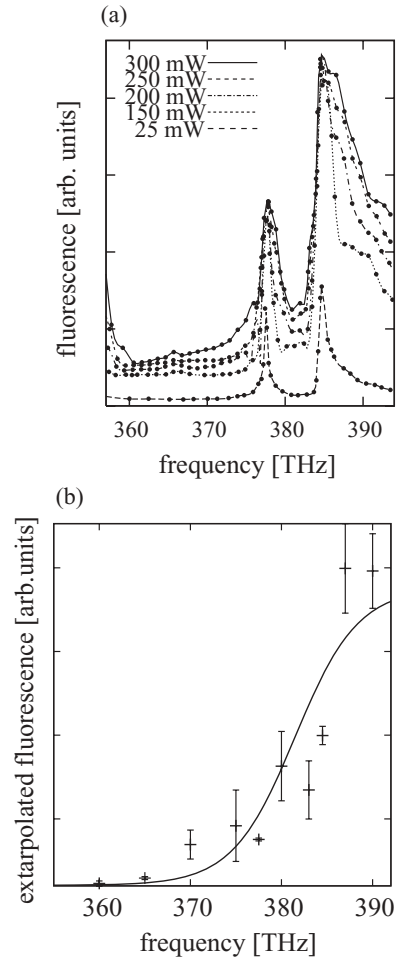 (a)
300 mW
250 mW
200 mW
150 mW
25 mW
fluorescence [arb. units]
360 370 380 390
frequency [THz]
(b)
extarpolated fluorescence [arb.units]
360 370 380 390
frequency [THz]